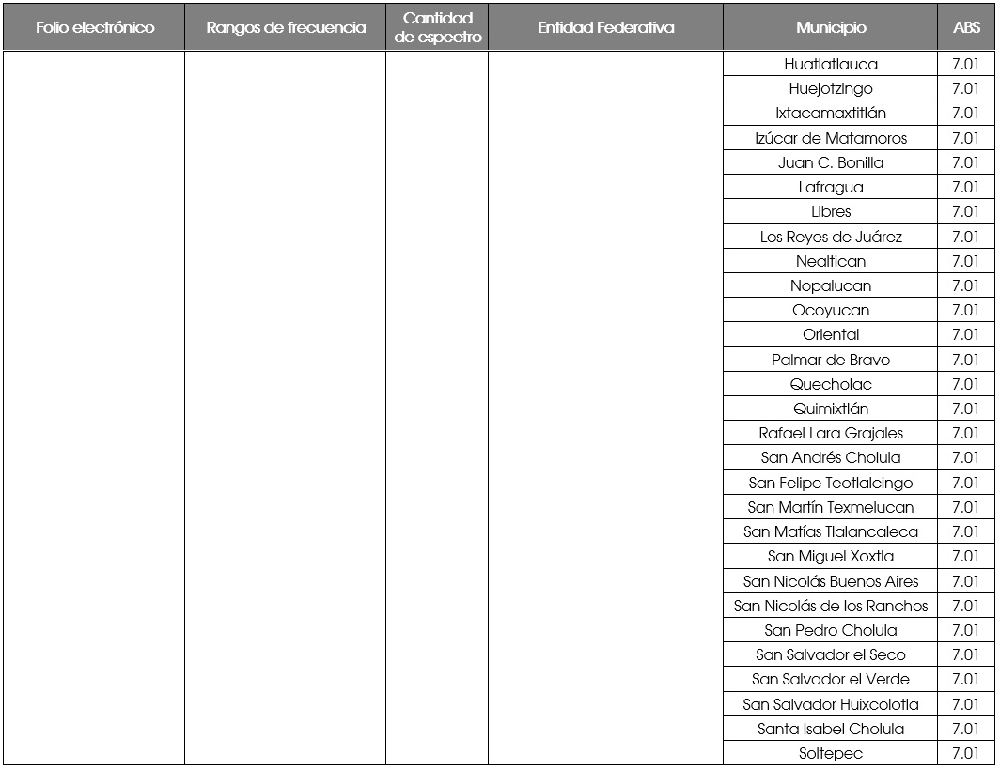 Folio electrónico Rangos de frecuencia Cantidad de espectro Entidad Federativa Municipio ABS
Huatlatlauca 7.01
Huejotzingo 7.01
Ixtacamaxtitlán 7.01
Izúcar de Matamoros 7.01
Juan C. Bonilla 7.01
Lafragua 7.01
Libres 7.01
Los Reyes de Juárez 7.01
Nealtican 7.01
Nopalucan 7.01
Ocoyucan 7.01
Oriental 7.01
Palmar de Bravo 7.01
Quecholac 7.01
Quimixtlán 7.01
Rafael Lara Grajales 7.01
San Andrés Cholula 7.01
San Felipe Teotlalcingo 7.01
San Martín Texmelucan 7.01
San Matías Tlalancaleca 7.01
San Miguel Xoxtla 7.01
San Nicolás Buenos Aires 7.01
San Nicolás de los Ranchos 7.01
San Pedro Cholula 7.01
San Salvador el Seco 7.01
San Salvador el Verde 7.01
San Salvador Huixcolotla 7.01
Santa Isabel Cholula 7.01
Soltepec 7.01